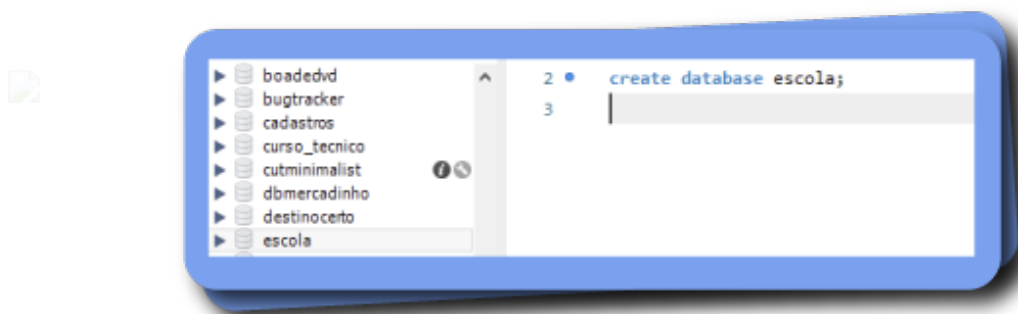 boadedvd
bugtracker
cadastros
curso_tecnico
cutminimalist
dbmercadinho
destinocerto
escola
2 create database escola;
3